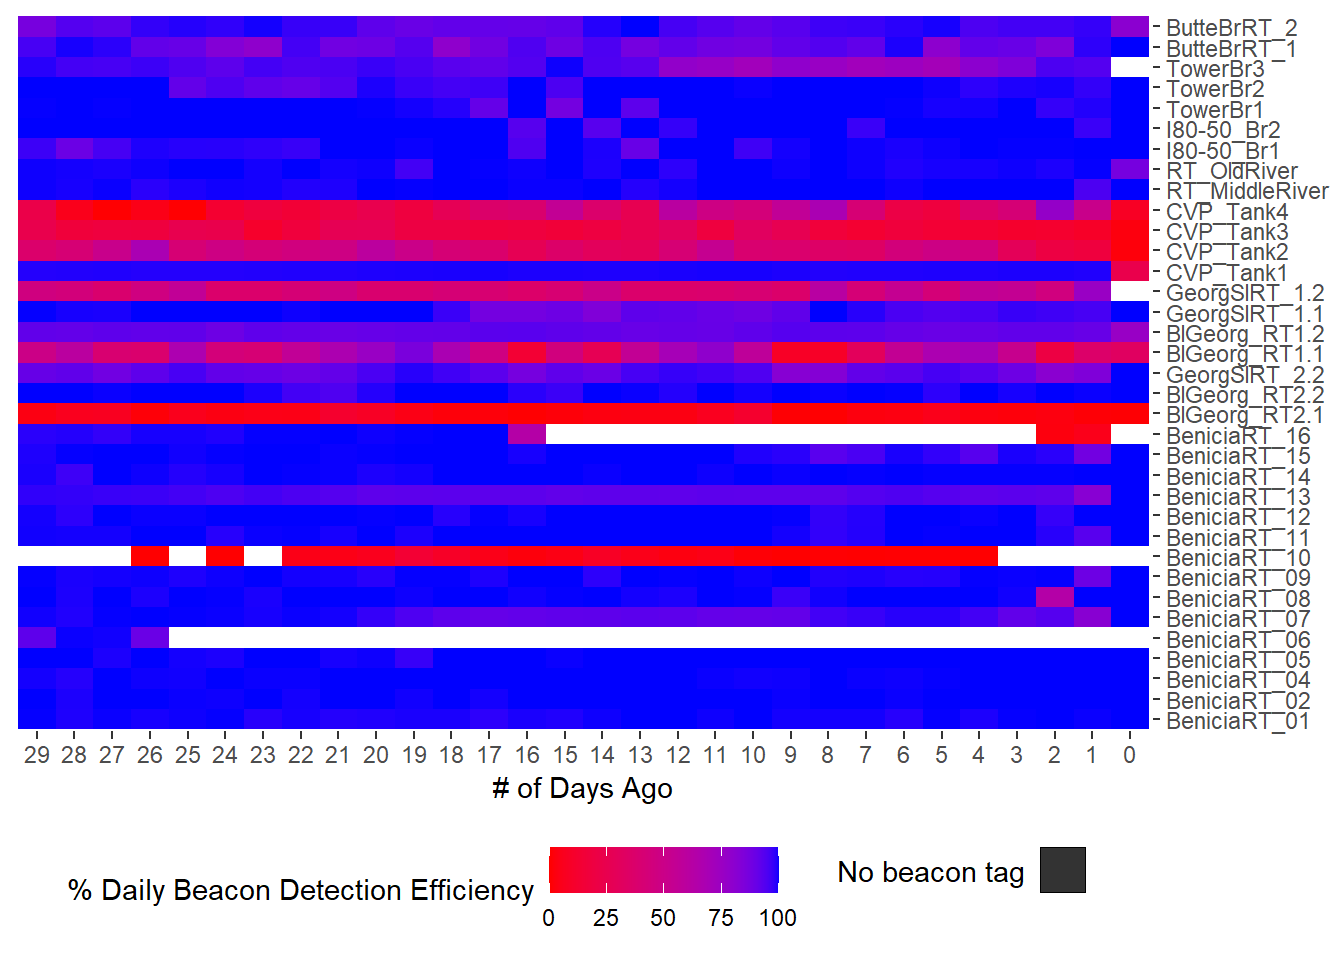 ButteBrRT_2
ButteBrRT_1
TowerBr3
TowerBr2
TowerBr1
I80-50_Br2
I80-50_Br1
RT_OldRiver
RT_MiddleRiver
CVP_Tank4
CVP_Tank3
CVP_Tank2
CVP_Tank1
GeorgSlRT_1.2
GeorgSlRT_1.1
BlGeorg_RT1.2
BlGeorg_RT1.1
GeorgSlRT_2.2
BlGeorg_RT2.2
BlGeorg_RT2.1
BeniciaRT_16
BeniciaRT_15
BeniciaRT_14
BeniciaRT_13
BeniciaRT_12
BeniciaRT_11
BeniciaRT_10
BeniciaRT_09
BeniciaRT_08
BeniciaRT_07
BeniciaRT_06
BeniciaRT_05
BeniciaRT_04
BeniciaRT_02
BeniciaRT_01
29 28 27 26 25 24 23 22 21 20 19 18 17 16 15 14 13 12 11 10 9 8 7 6 5 4 3 2 1 0
# of Days Ago
% Daily Beacon Detection Efficiency
0 25 50 75 100
No beacon tag